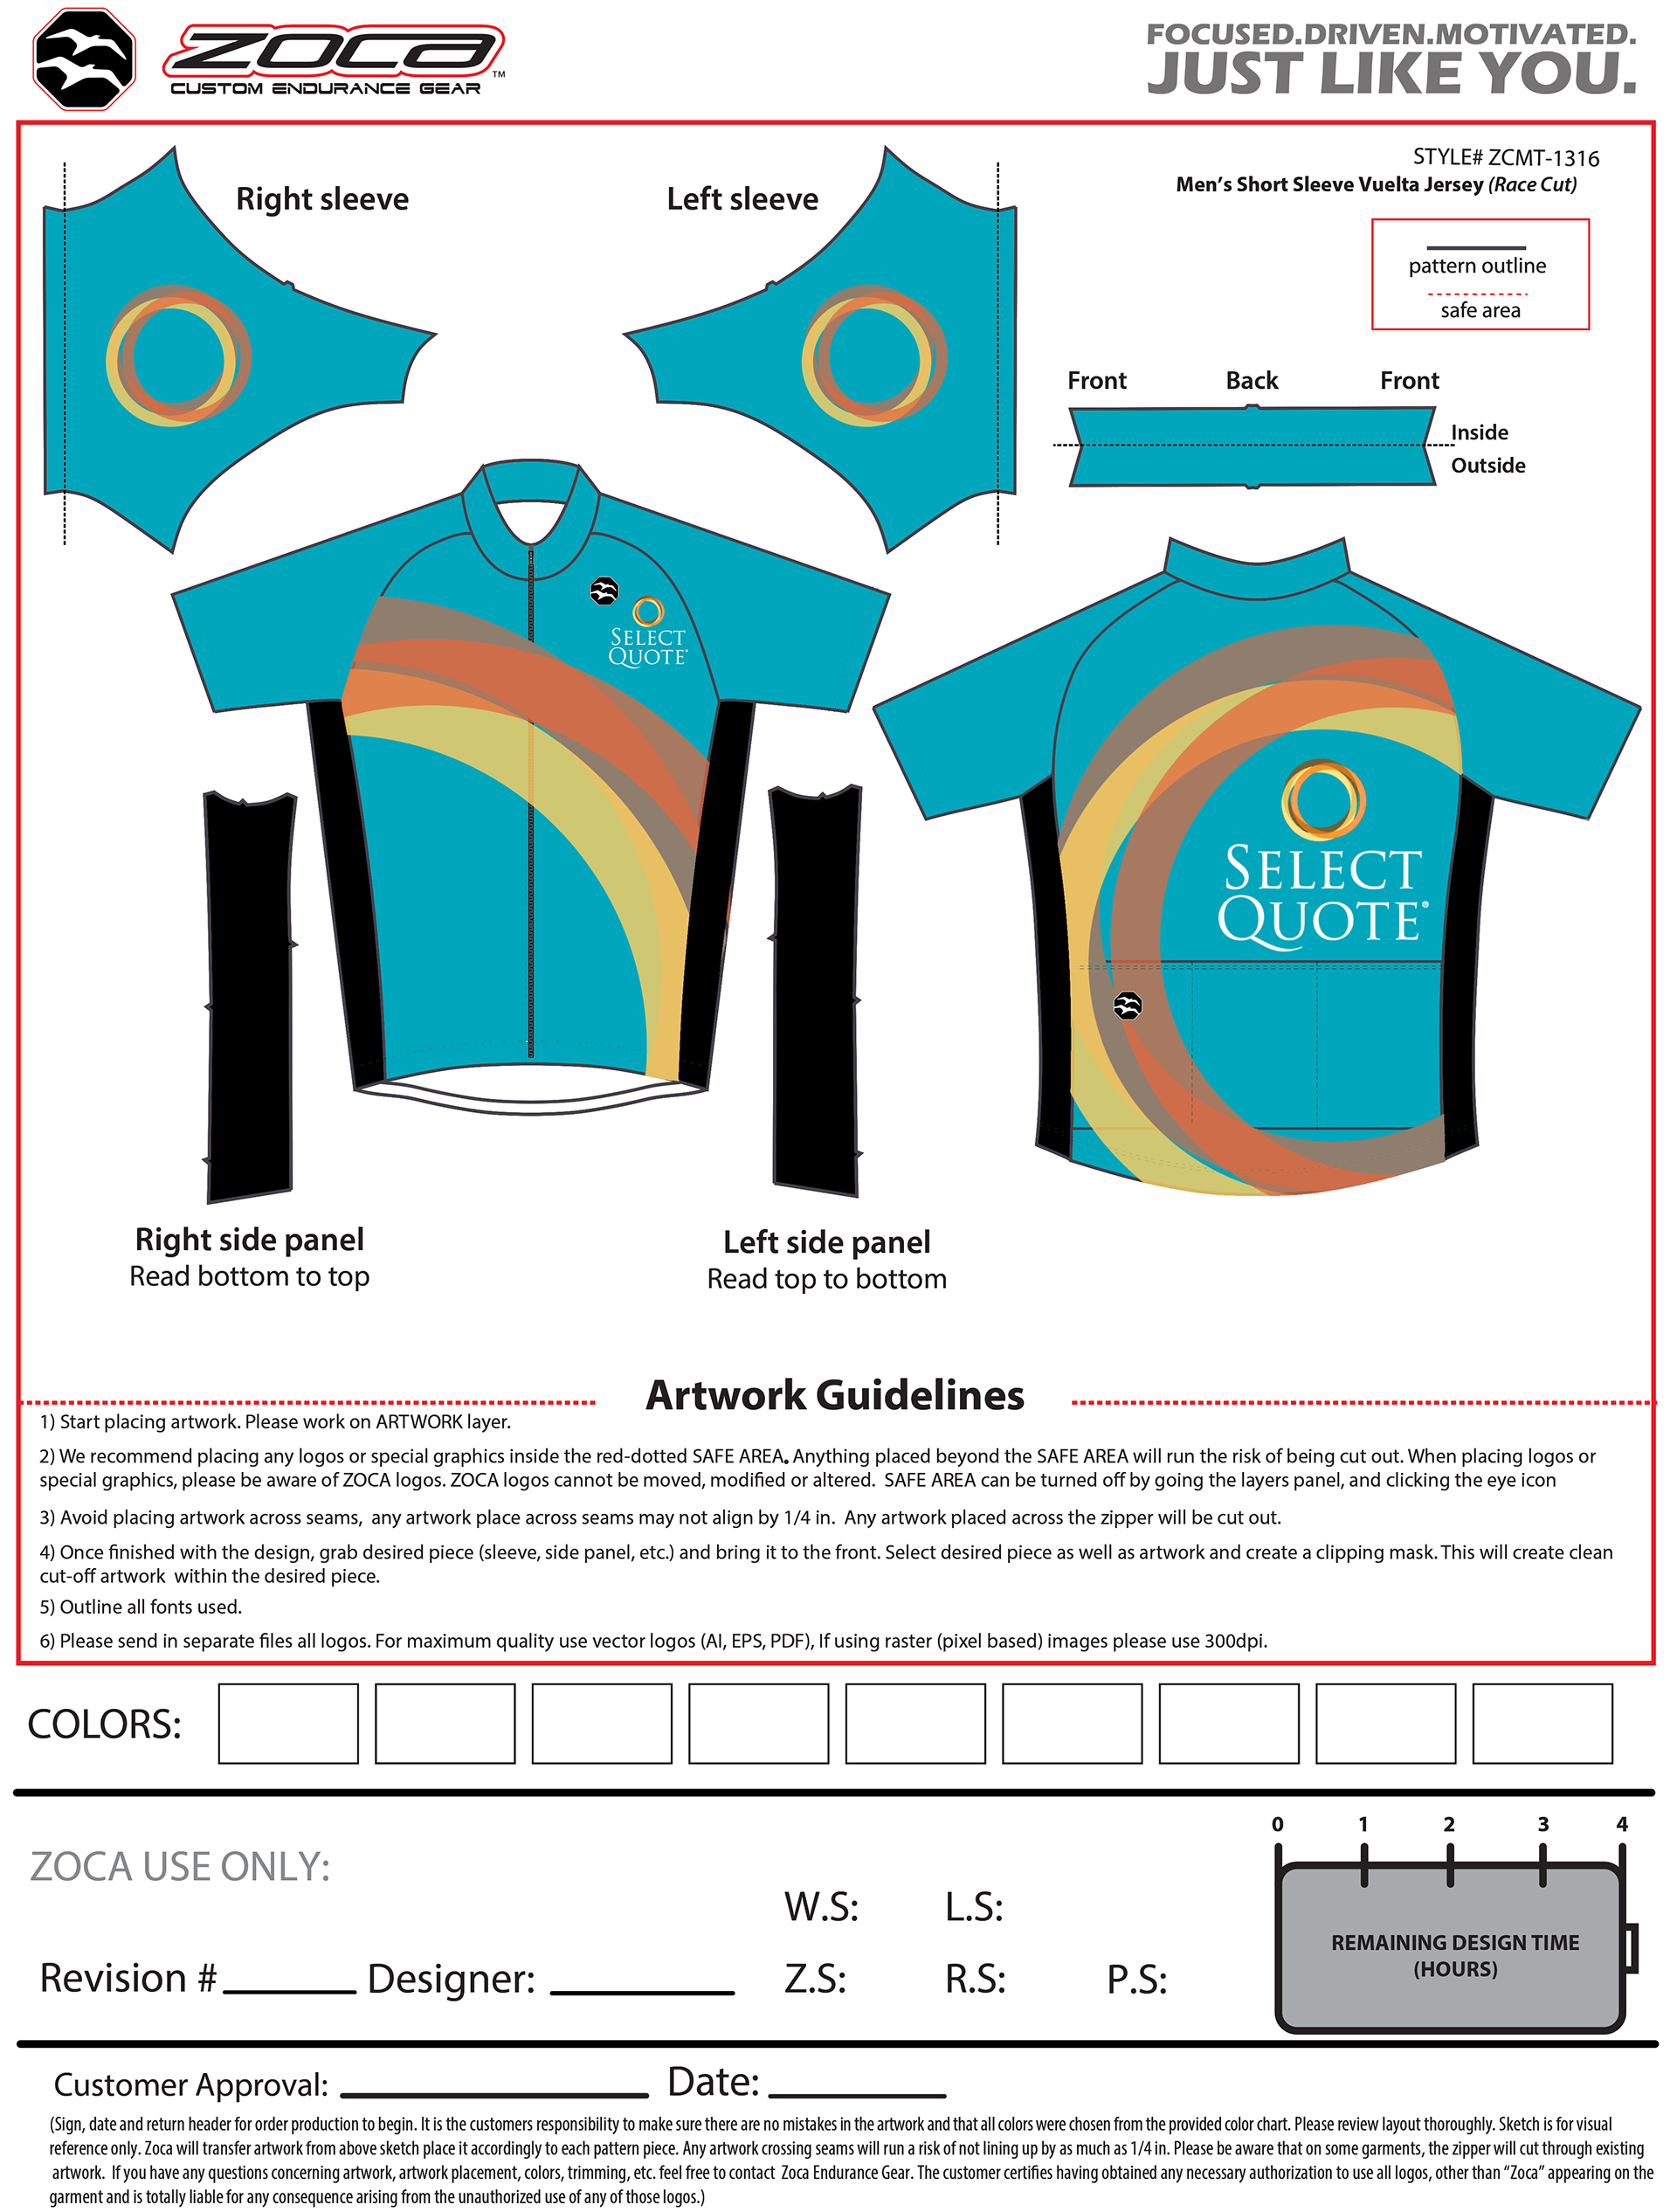 ZOCA
TM
CUSTOM ENDURANCE GEAR
FOCUSED.DRIVEN.MOTIVATED.
JUST LIKE YOU.
STYLE# ZCMT-1316
Men's Short Sleeve Vuelta Jersey (Race Cut)
Right sleeve
Left sleeve
pattern outline
safe area
Front Back Front
Inside
Outside
SELECT
QUOTE®
SELECT
QUOTE®
Right side panel
Read bottom to top
Left side panel
Read top to bottom
Artwork Guidelines
1) Start placing artwork. Please work on ARTWORK layer.
2) We recommend placing any logos or special graphics inside the red-dotted SAFE AREA. Anything placed beyond the SAFE AREA will run the risk of being cut out. When placing logos or
special graphics, please be aware of ZOCA logos. ZOCA logos cannot be moved, modified or altered. SAFE AREA can be turned off by going the layers panel, and clicking the eye icon
3) Avoid placing artwork across seams, any artwork place across seams may not align by 1/4 in. Any artwork placed across the zipper will be cut out.
4) Once finished with the design, grab desired piece (sleeve, side panel, etc.) and bring it to the front. Select desired piece as well as artwork and create a clipping mask. This will create clean
cut-off artwork within the desired piece.
5) Outline all fonts used.
6) Please send in separate files all logos. For maximum quality use vector logos (AI, EPS, PDF), If using raster (pixel based) images please use 300dpi.
COLORS:
ZOCA USE ONLY:
0 1 2 3 4
REMAINING DESIGN TIME
(HOURS)
W.S: L.S:
Revision # Designer: Z.S: R.S: P.S:
Customer Approval: Date:
(Sign, date and return header for order production to begin. It is the customers responsibility to make sure there are no mistakes in the artwork and that all colors were chosen from the provided color chart. Please review layout thoroughly. Sketch is for visual
reference only. Zoca will transfer artwork from above sketch place it accordingly to each pattern piece. Any artwork crossing seams will run a risk of not lining up by as much as 1/4 in. Please be aware that on some garments, the zipper will cut through existing
artwork. If you have any questions concerning artwork, artwork placement, colors, trimming, etc. feel free to contact Zoca Endurance Gear. The customer certifies having obtained any necessary authorization to use all logos, other than "Zoca" appearing on the
garment and is totally liable for any consequence arising from the unauthorized use of any of those logos.)